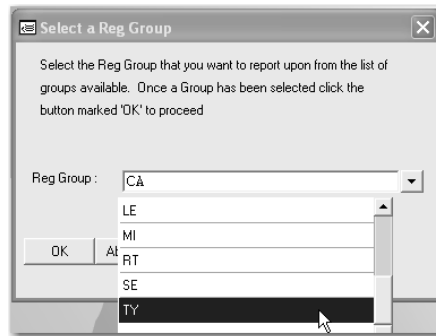 Select a Reg Group
Select the Reg Group that you want to report upon from the list of
groups available. Once a Group has been selected click the
button marked 'OK' to proceed
Reg Group :
CA
LE
MI
RT
SE
TY
OK